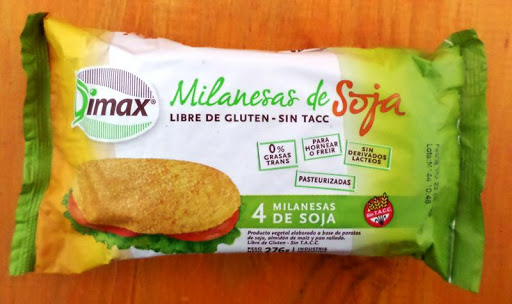 Dimax®
Milanesas de Soja
LIBRE DE GLUTEN - SIN TACC
0%
GRASAS
TRANS
PARA
HORNEAR
O FREIR
SIN
DERIVADOS
LACTEOS
PASTEURIZADAS
4 MILANESAS
DE SOJA
Sin T.A.C.C.
Producto vegetal elaborado a base de porotos
de soja, almidón de maíz y pan rallado.
Libre de Gluten - Sin T.A.C.C.
PESO
276g
INDUSTRIA